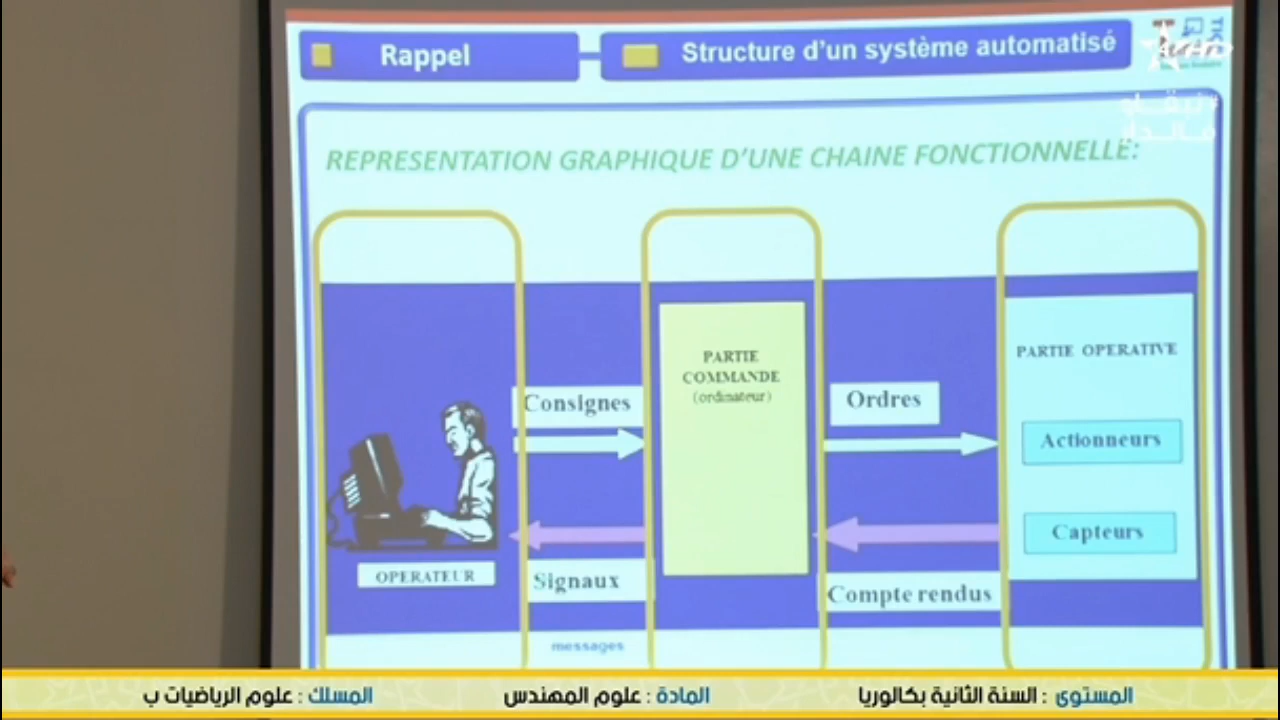 Rappel
Structure d'un système automatisé
REPRESENTATION GRAPHIQUE D'UNE CHAINE FONCTIONNELLE:
PARTIE
COMMANDE
(ordinateur)
PARTIE OPERATIVE
Consignes
Ordres
Actionneurs
Capteurs
OPERATEUR
Signaux
Compte rendus
messages
المستوى : السنة الثانية بكالوريا
المادة : علوم المهندس
المسلك : علوم الرياضيات ب